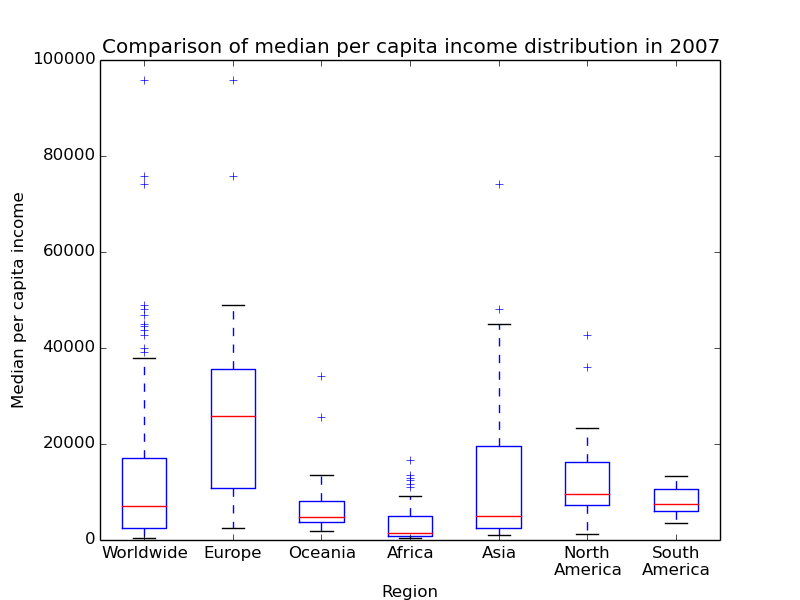 Comparison of median per capita income distribution in 2007
100000
80000
60000
40000
20000
0
Median per capita income
Worldwide Europe Oceania Africa Asia North America South America
Region